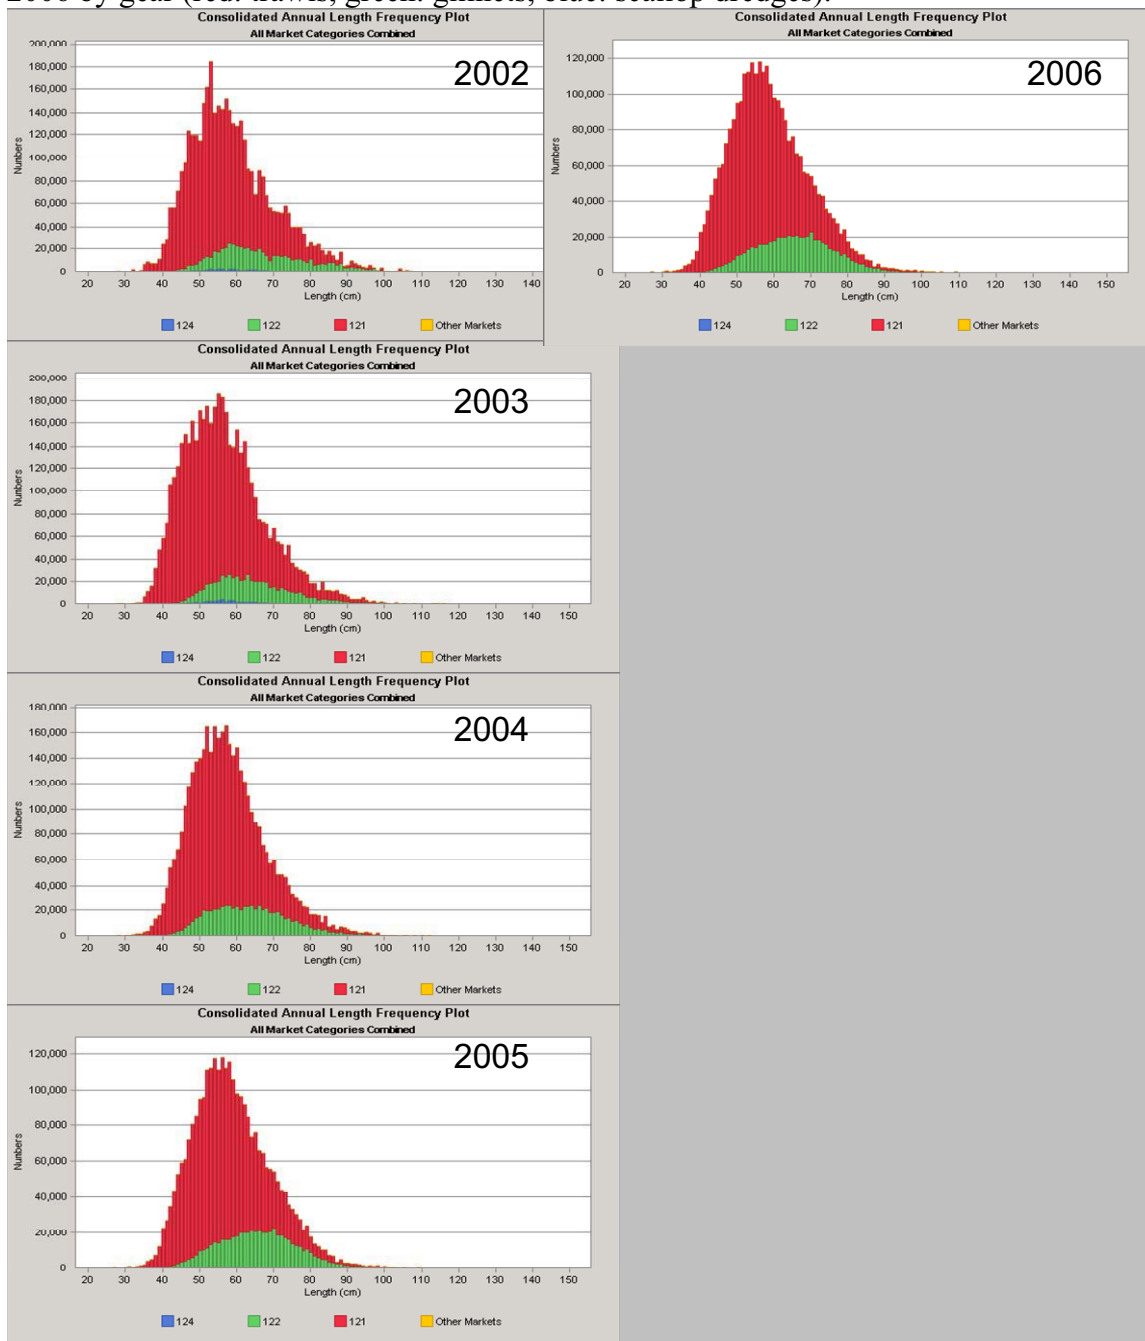 2006 by gear (red: trawls, green: gillnets, blue: scallop dredges).
Consolidated Annual Length Frequency Plot
All Market Categories Combined
2002
Numbers
200,000
180,000
160,000
140,000
120,000
100,000
80,000
60,000
40,000
20,000
0
20 30 40 50 60 70 80 90 100 110 120 130 140
Length (cm)
124 122 121 Other Markets
Consolidated Annual Length Frequency Plot
All Market Categories Combined
2006
Numbers
120,000
100,000
80,000
60,000
40,000
20,000
0
20 30 40 50 60 70 80 90 100 110 120 130 140 150
Length (cm)
124 122 121 Other Markets
Consolidated Annual Length Frequency Plot
All Market Categories Combined
2003
Numbers
200,000
180,000
160,000
140,000
120,000
100,000
80,000
60,000
40,000
20,000
0
20 30 40 50 60 70 80 90 100 110 120 130 140 150
Length (cm)
124 122 121 Other Markets
Consolidated Annual Length Frequency Plot
All Market Categories Combined
2004
Numbers
180,000
160,000
140,000
120,000
100,000
80,000
60,000
40,000
20,000
0
20 30 40 50 60 70 80 90 100 110 120 130 140 150
Length (cm)
124 122 121 Other Markets
Consolidated Annual Length Frequency Plot
All Market Categories Combined
2005
Numbers
120,000
100,000
80,000
60,000
40,000
20,000
0
20 30 40 50 60 70 80 90 100 110 120 130 140 150
Length (cm)
124 122 121 Other Markets